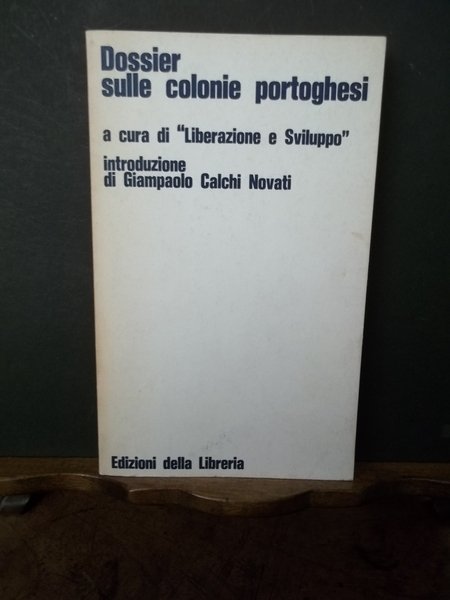 Dossier
sulle colonie portoghesi
a cura di "Liberazione e Sviluppo"
introduzione
di Giampaolo Calchi Novati
Edizioni della Libreria